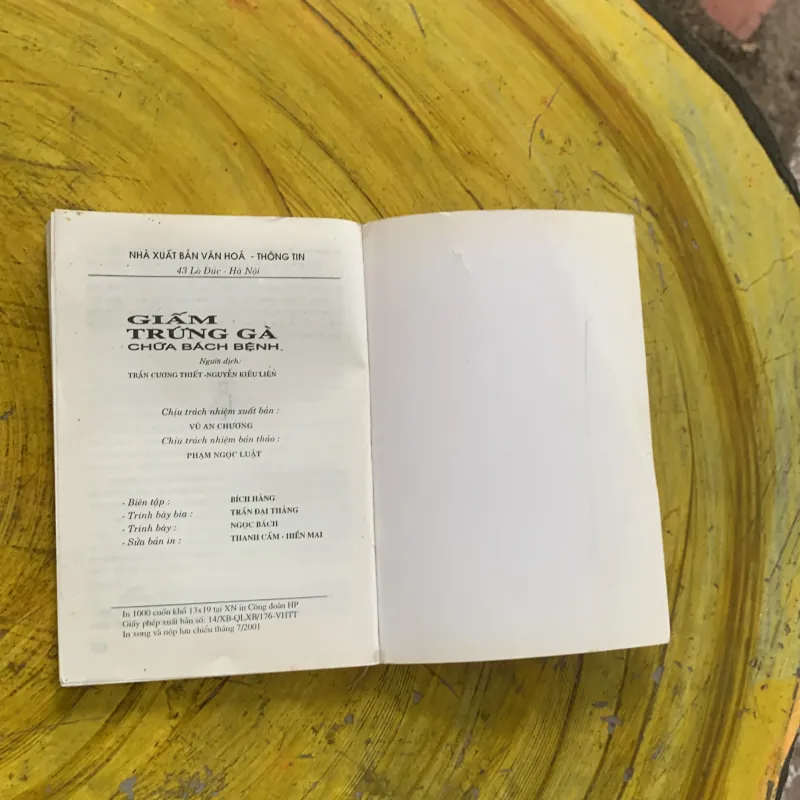 NHÀ XUẤT BẢN VĂN HOÁ - THÔNG TIN
43 Lò Đúc - Hà Nội
GIẤM
TRỨNG GÀ
CHỮA BÁCH BỆNH
Người dịch:
TRẦN CƯƠNG THIẾT -NGUYỄN KIỀU LIÊN
Chịu trách nhiệm xuất bản :
VŨ AN CHƯƠNG
Chịu trách nhiệm bản thảo :
PHẠM NGỌC LUẬT
- Biên tập : BÍCH HẰNG
- Trình bày bìa : TRẦN ĐẠI THẮNG
- Trình bày : NGỌC BÁCH
- Sửa bản in : THANH CẦM - HIỀN MAI
In 1000 cuốn khổ 13x19 tại XN in Công đoàn HP
Giấy phép xuất bản số: 14/XB-QLXB/176-VHTT
In xong và nộp lưu chiểu tháng 7/2001